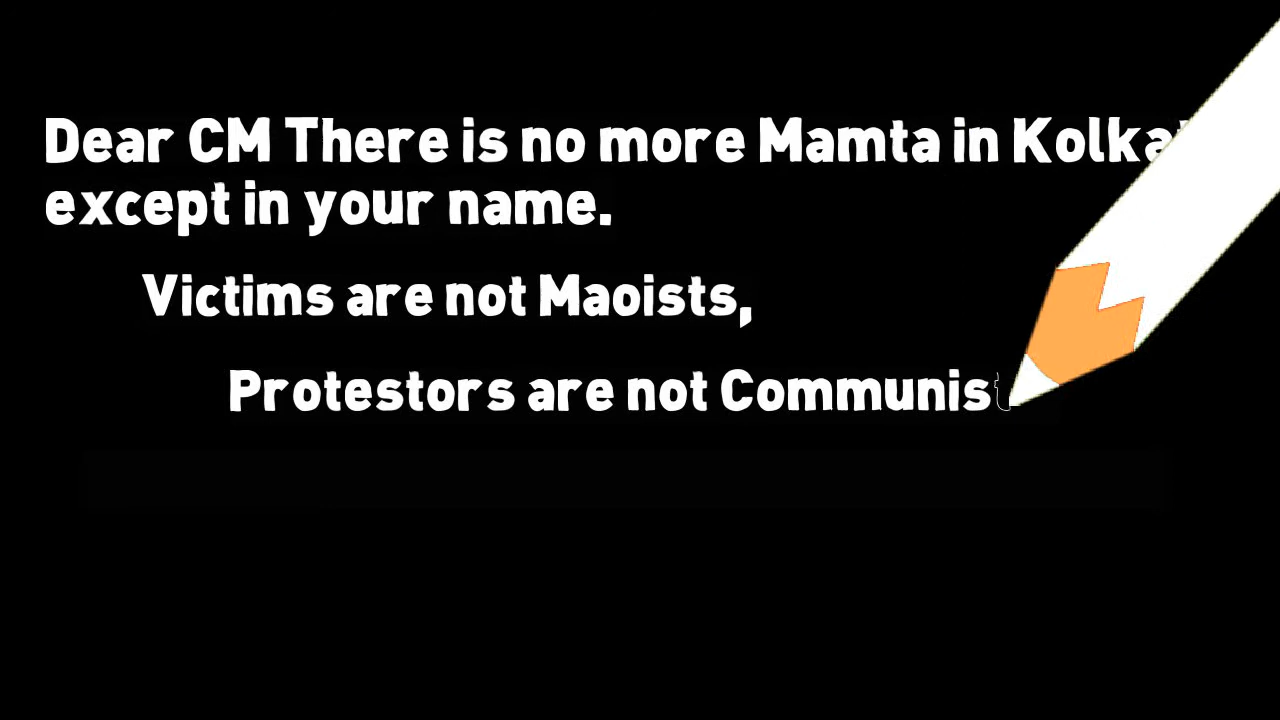 Dear CM There is no more Mamta in
except in your name.
Victims are not Maoists,
Protestors are not